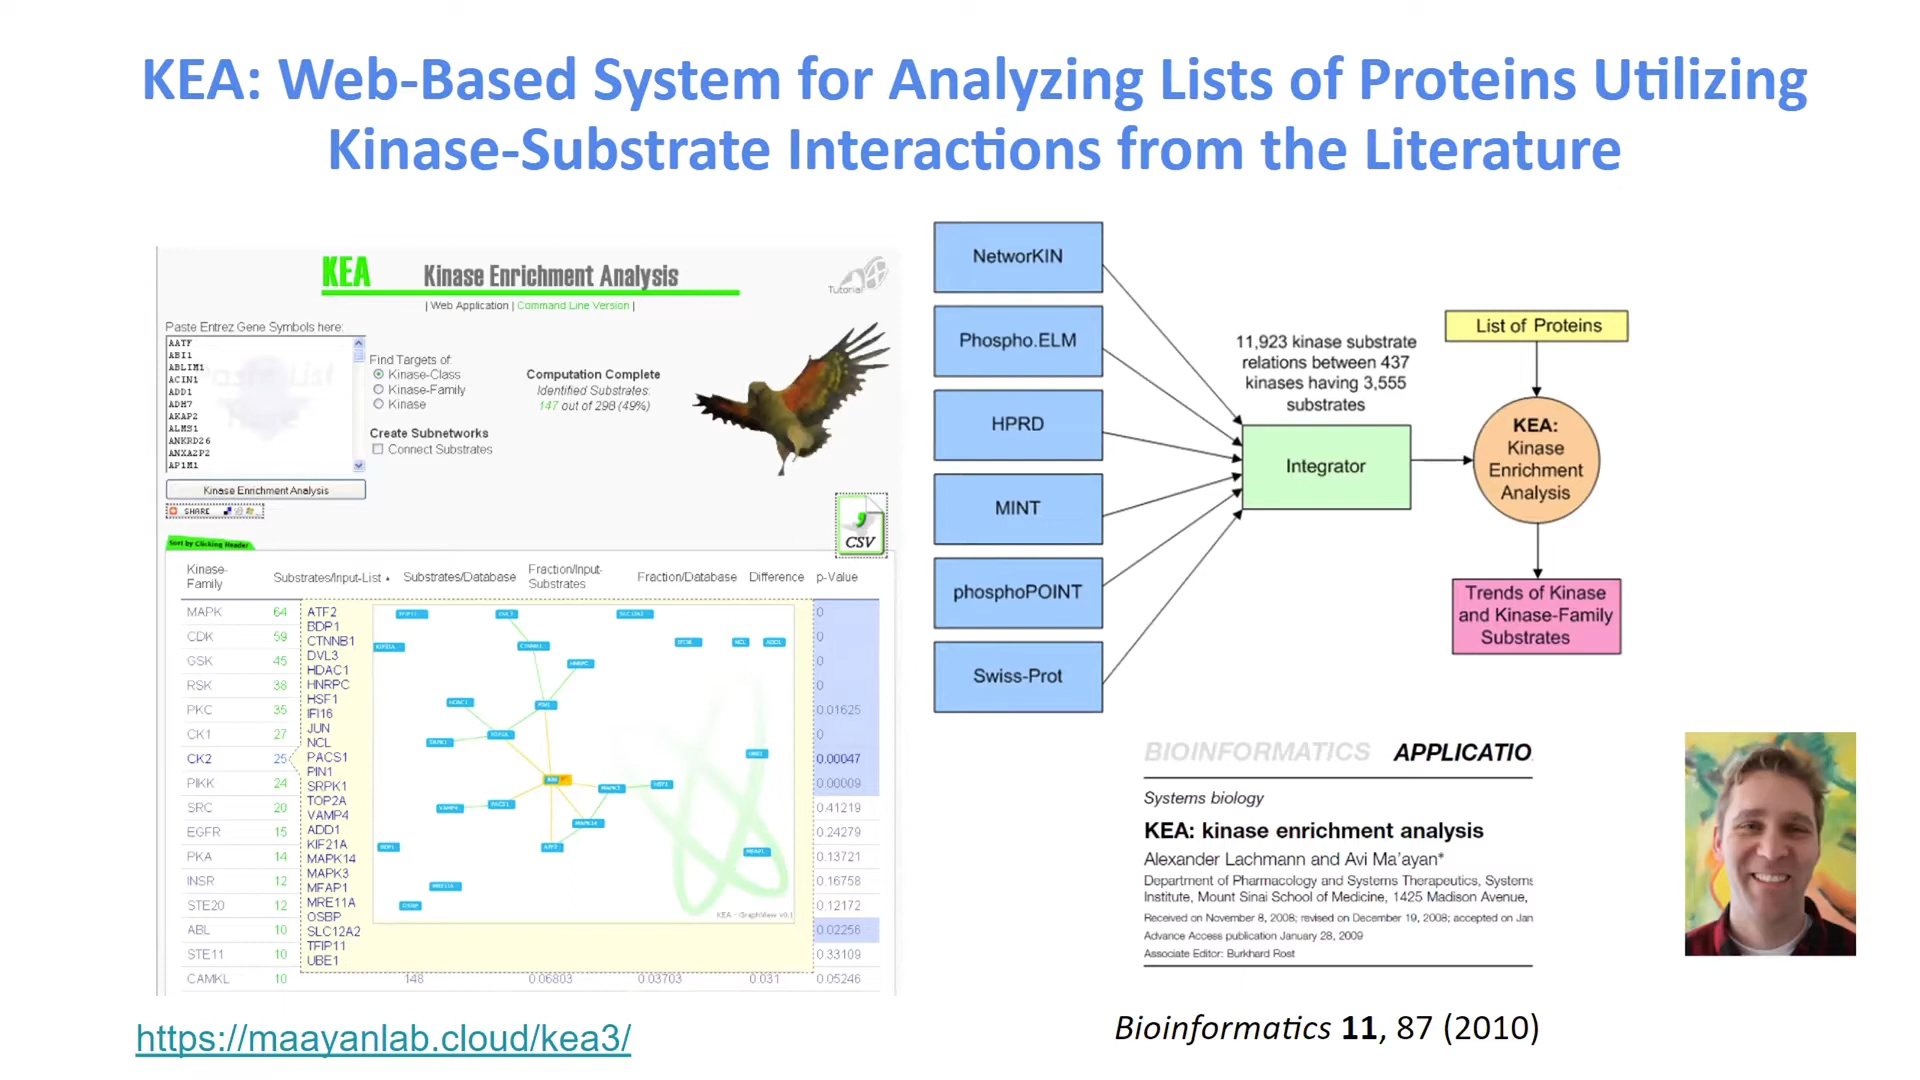 KEA: Web-Based System for Analyzing Lists of Proteins Utilizing
Kinase-Substrate Interactions from the Literature
KEA Kinase Enrichment Analysis
Tutorial
| Web Application | Command Line Version |
Paste Entrez Gene Symbols here:
AATF
ABI1
ABLIM1
ACIN1
ADD1
ADH7
AKAP2
ALMS1
ANKRD26
ANXA2P2
AP1M1
Find Targets of:
Kinase-Class
Kinase-Family
Kinase
Create Subnetworks
Connect Substrates
Computation Complete
Identified Substrates:
147 out of 298 (49%)
Kinase Enrichment Analysis
SHARE
CSV
Sort by Clicking Header
Kinase-Family Substrates/Input-List Substrates/Database Fraction/Input-Substrates Fraction/Database Difference p-Value
MAPK 64 0
CDK 59 0
GSK 45 0
RSK 38 0
PKC 35 0.01625
CK1 27 0
CK2 25 0.00047
PIKK 24 0.00009
SRC 20 0.41219
EGFR 15 0.24279
PKA 14 0.13721
INSR 12 0.16758
STE20 12 0.12172
ABL 10 0.02256
STE11 10 0.33109
CAMKL 10 148 0.06803 0.03703 0.031 0.05246
ATF2
BDP1
CTNNB1
DVL3
HDAC1
HNRPC
HSF1
IFI16
JUN
NCL
PACS1
PIN1
SRPK1
TOP2A
VAMP4
ADD1
KIF21A
MAPK14
MAPK3
MFAP1
MRE11A
OSBP
SLC12A2
TFIP11
UBE1
KEA - GraphView v0.1
NetworKIN
Phospho.ELM
HPRD
MINT
phosphoPOINT
Swiss-Prot
11,923 kinase substrate
relations between 437
kinases having 3,555
substrates
Integrator
List of Proteins
KEA:
Kinase
Enrichment
Analysis
Trends of Kinase
and Kinase-Family
Substrates
BIOINFORMATICS APPLICATIO
Systems biology
KEA: kinase enrichment analysis
Alexander Lachmann and Avi Ma'ayan*
Department of Pharmacology and Systems Therapeutics, Systems
Institute, Mount Sinai School of Medicine, 1425 Madison Avenue,
Received on November 8, 2008; revised on December 19, 2008; accepted on Jan
Advance Access publication January 28, 2009
Associate Editor: Burkhard Rost
https://maayanlab.cloud/kea3/
Bioinformatics 11, 87 (2010)